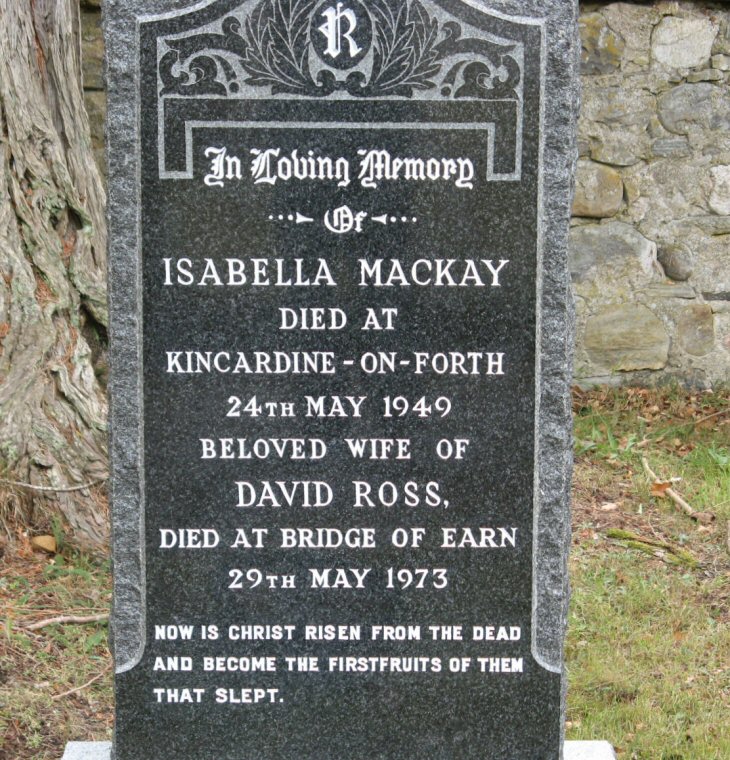 R
In Loving Memory
Of
ISABELLA MACKAY
DIED AT
KINCARDINE-ON-FORTH
24TH MAY 1949
BELOVED WIFE OF
DAVID ROSS,
DIED AT BRIDGE OF EARN
29TH MAY 1973
NOW IS CHRIST RISEN FROM THE DEAD
AND BECOME THE FIRSTFRUITS OF THEM
THAT SLEPT.